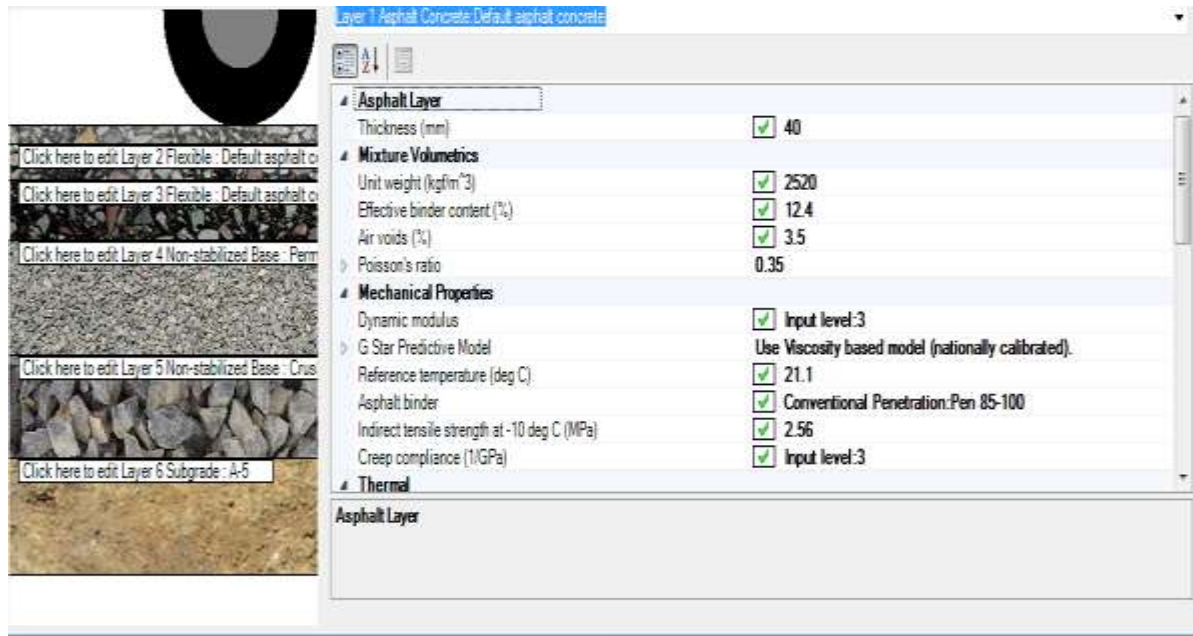 Layer 1 Asphalt Concrete:Default asphalt concrete
Asphalt Layer
Thickness (mm) 40
Click here to edit Layer 2 Flexible : Default asphalt c
Mixture Volumetrics
Unit weight (kgf/m^3) 2520
Click here to edit Layer 3 Flexible : Default asphalt c
Effective binder content (%) 12.4
Air voids (%) 3.5
Click here to edit Layer 4 Non-stabilized Base : Perm
Poisson's ratio 0.35
Mechanical Properties
Dynamic modulus Input level:3
G Star Predictive Model Use Viscosity based model (nationally calibrated).
Click here to edit Layer 5 Non-stabilized Base : Crus
Reference temperature (deg C) 21.1
Asphalt binder Conventional Penetration:Pen 85-100
Indirect tensile strength at -10 deg C (MPa) 2.56
Creep compliance (1/GPa) Input level:3
Click here to edit Layer 6 Subgrade : A-5
Thermal
Asphalt Layer